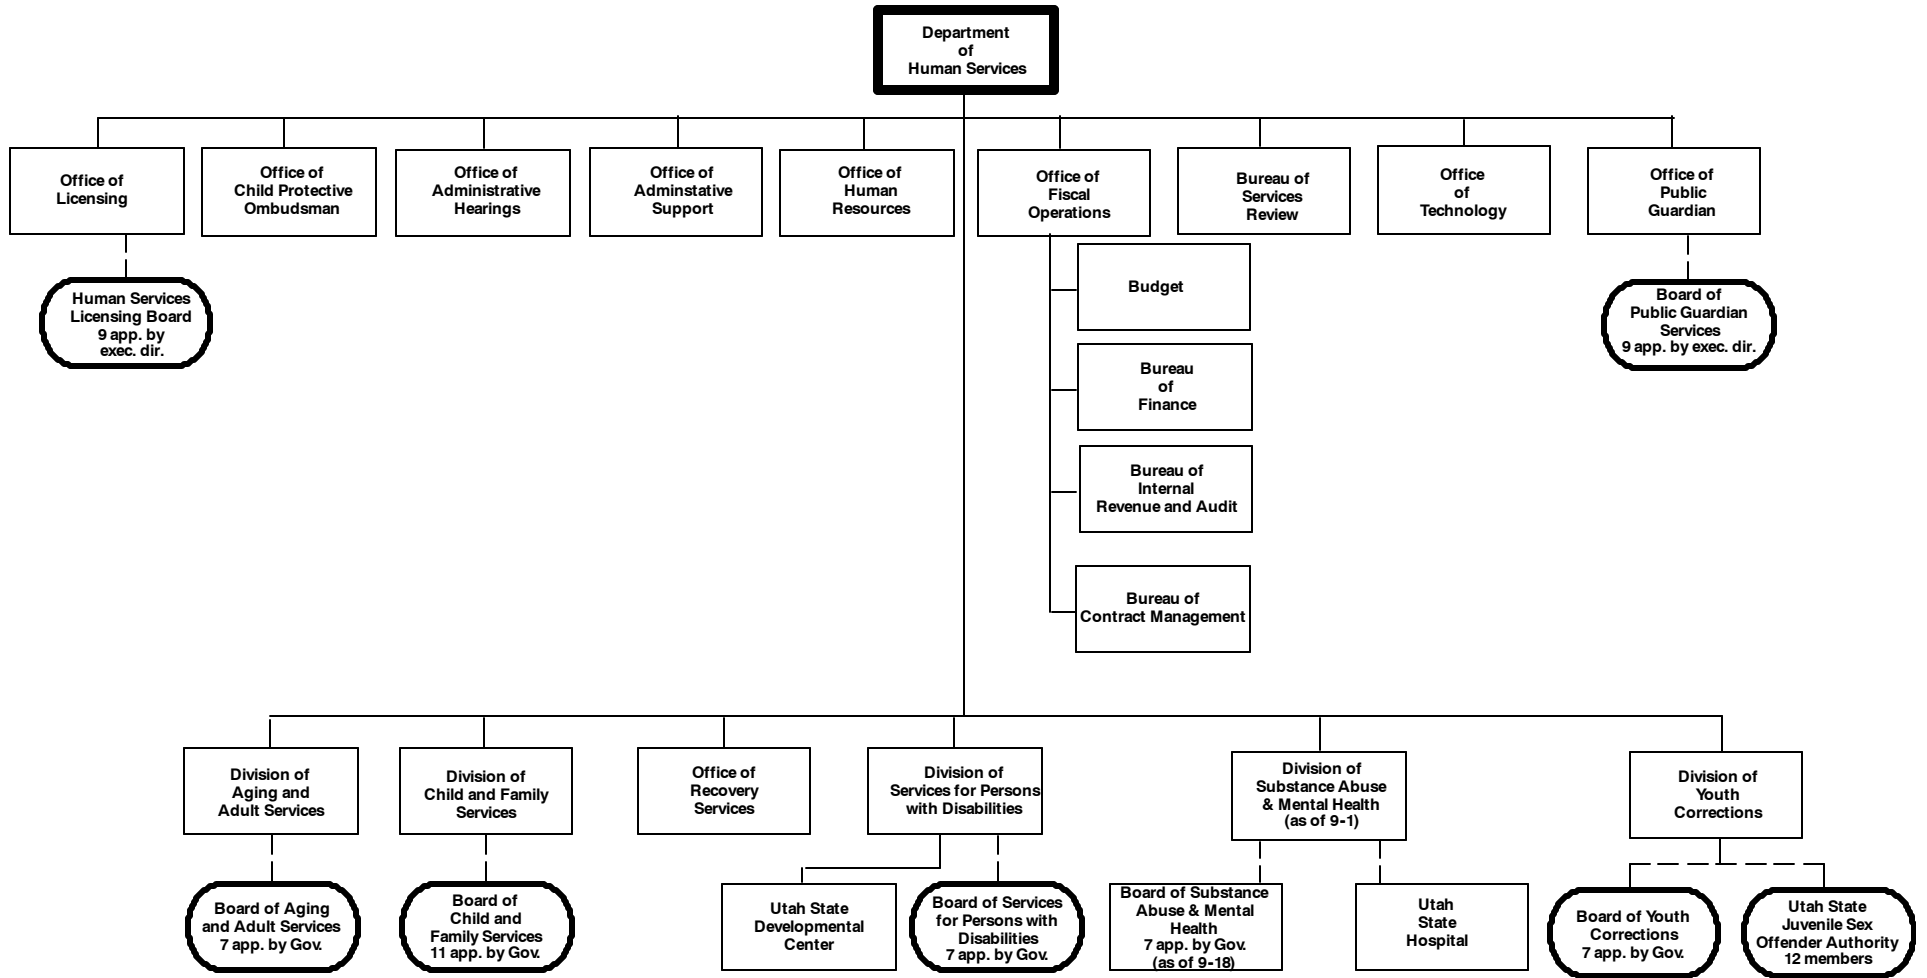 Department
of
Human Services
Office of
Licensing
Office of
Child Protective
Ombudsman
Office of
Administrative
Hearings
Office of
Adminstative
Support
Office of
Human
Resources
Office of
Fiscal
Operations
Bureau of
Services
Review
Office
of
Technology
Office of
Public
Guardian
Human Services
Licensing Board
9 app. by
exec. dir.
Budget
Bureau
of
Finance
Bureau of
Internal
Revenue and Audit
Bureau of
Contract Management
Board of
Public Guardian
Services
9 app. by exec. dir.
Division of
Aging and
Adult Services
Division of
Child and Family
Services
Office of
Recovery
Services
Division of
Services for Persons
with Disabilities
Division of
Substance Abuse
& Mental Health
(as of 9-1)
Division of
Youth
Corrections
Board of Aging
and Adult Services
7 app. by Gov.
Board of
Child and
Family Services
11 app. by Gov.
Utah State
Developmental
Center
Board of Services
for Persons with
Disabilities
7 app. by Gov.
Board of Substance
Abuse & Mental
Health
7 app. by Gov.
(as of 9-18)
Utah
State
Hospital
Board of Youth
Corrections
7 app. by Gov.
Utah State
Juvenile Sex
Offender Authority
12 members